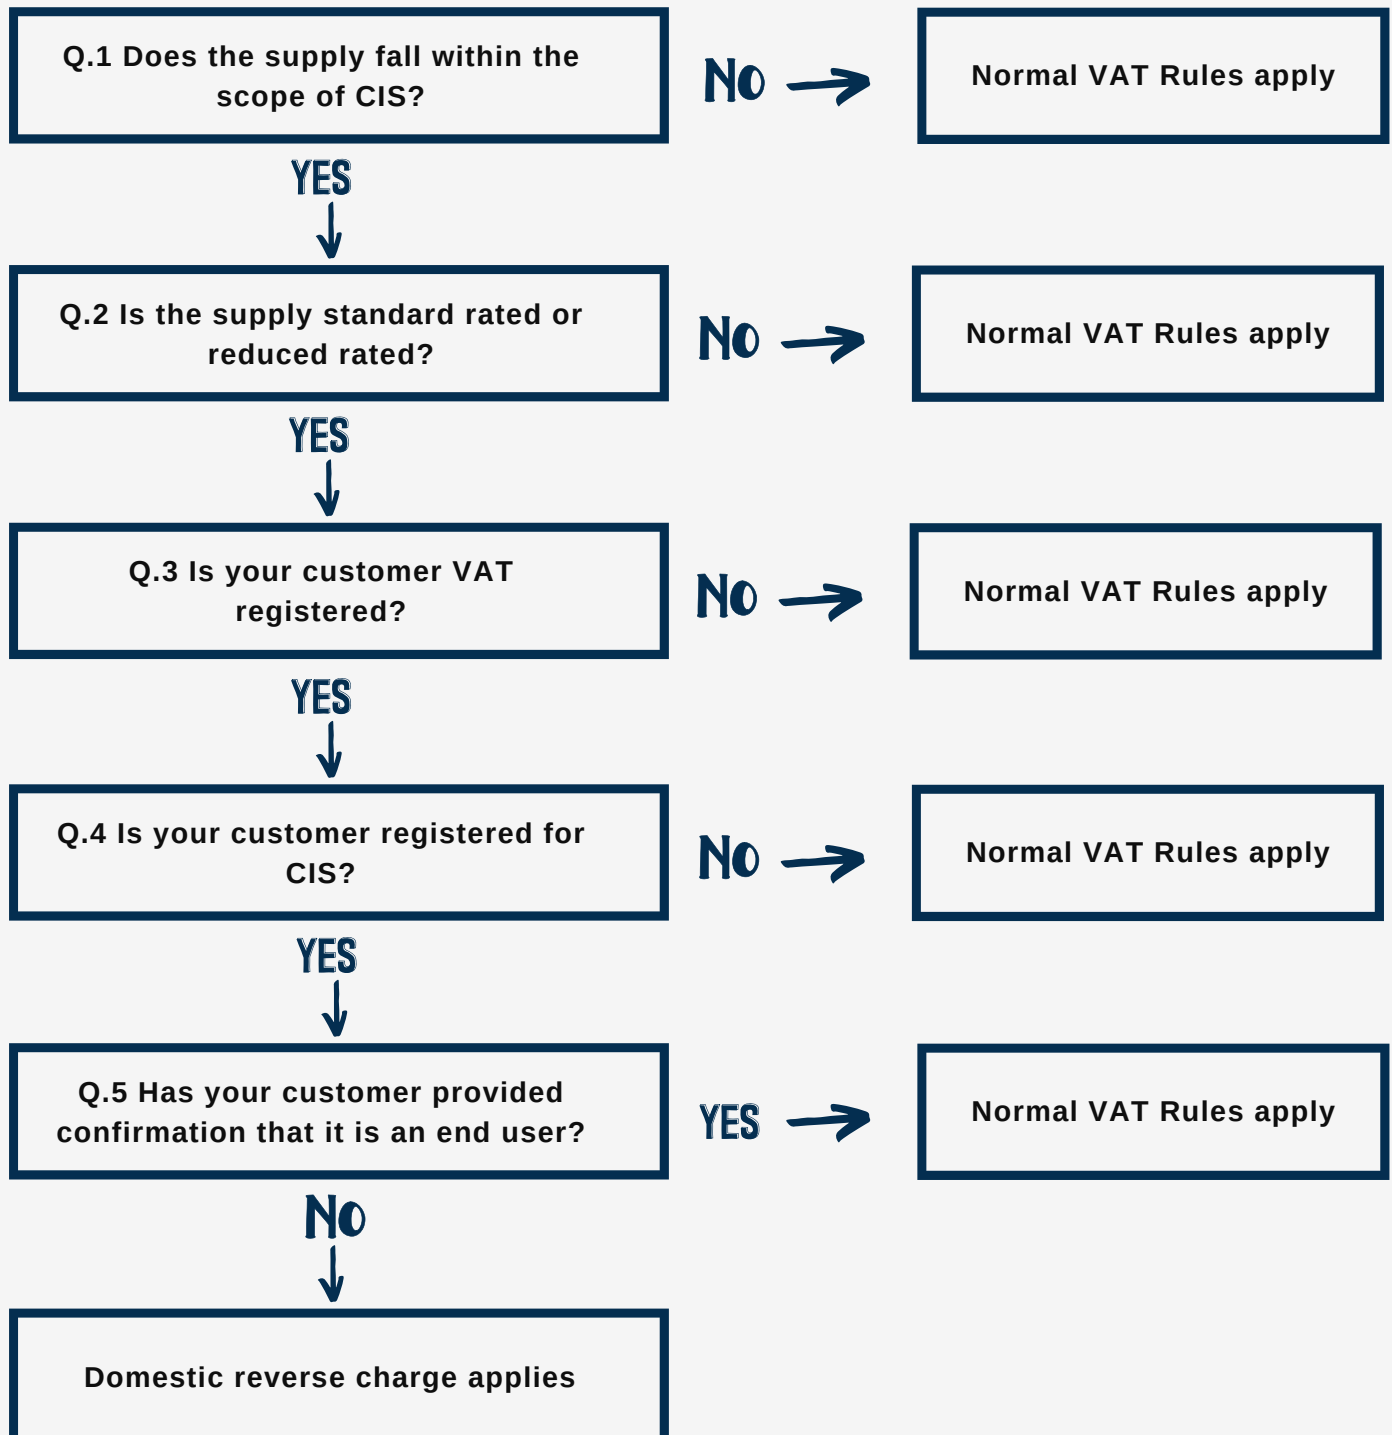 Q.1 Does the supply fall within the
scope of CIS?
NO
Normal VAT Rules apply
YES
Q.2 Is the supply standard rated or
reduced rated?
NO
Normal VAT Rules apply
YES
Q.3 Is your customer VAT
registered?
NO
Normal VAT Rules apply
YES
Q.4 Is your customer registered for
CIS?
NO
Normal VAT Rules apply
YES
Q.5 Has your customer provided
confirmation that it is an end user?
YES
Normal VAT Rules apply
NO
Domestic reverse charge applies